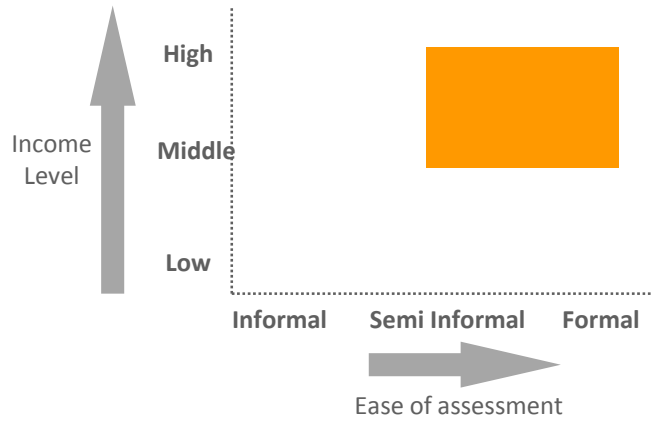 High
Income
Level
Middle
Low
Informal Semi Informal Formal
Ease of assessment